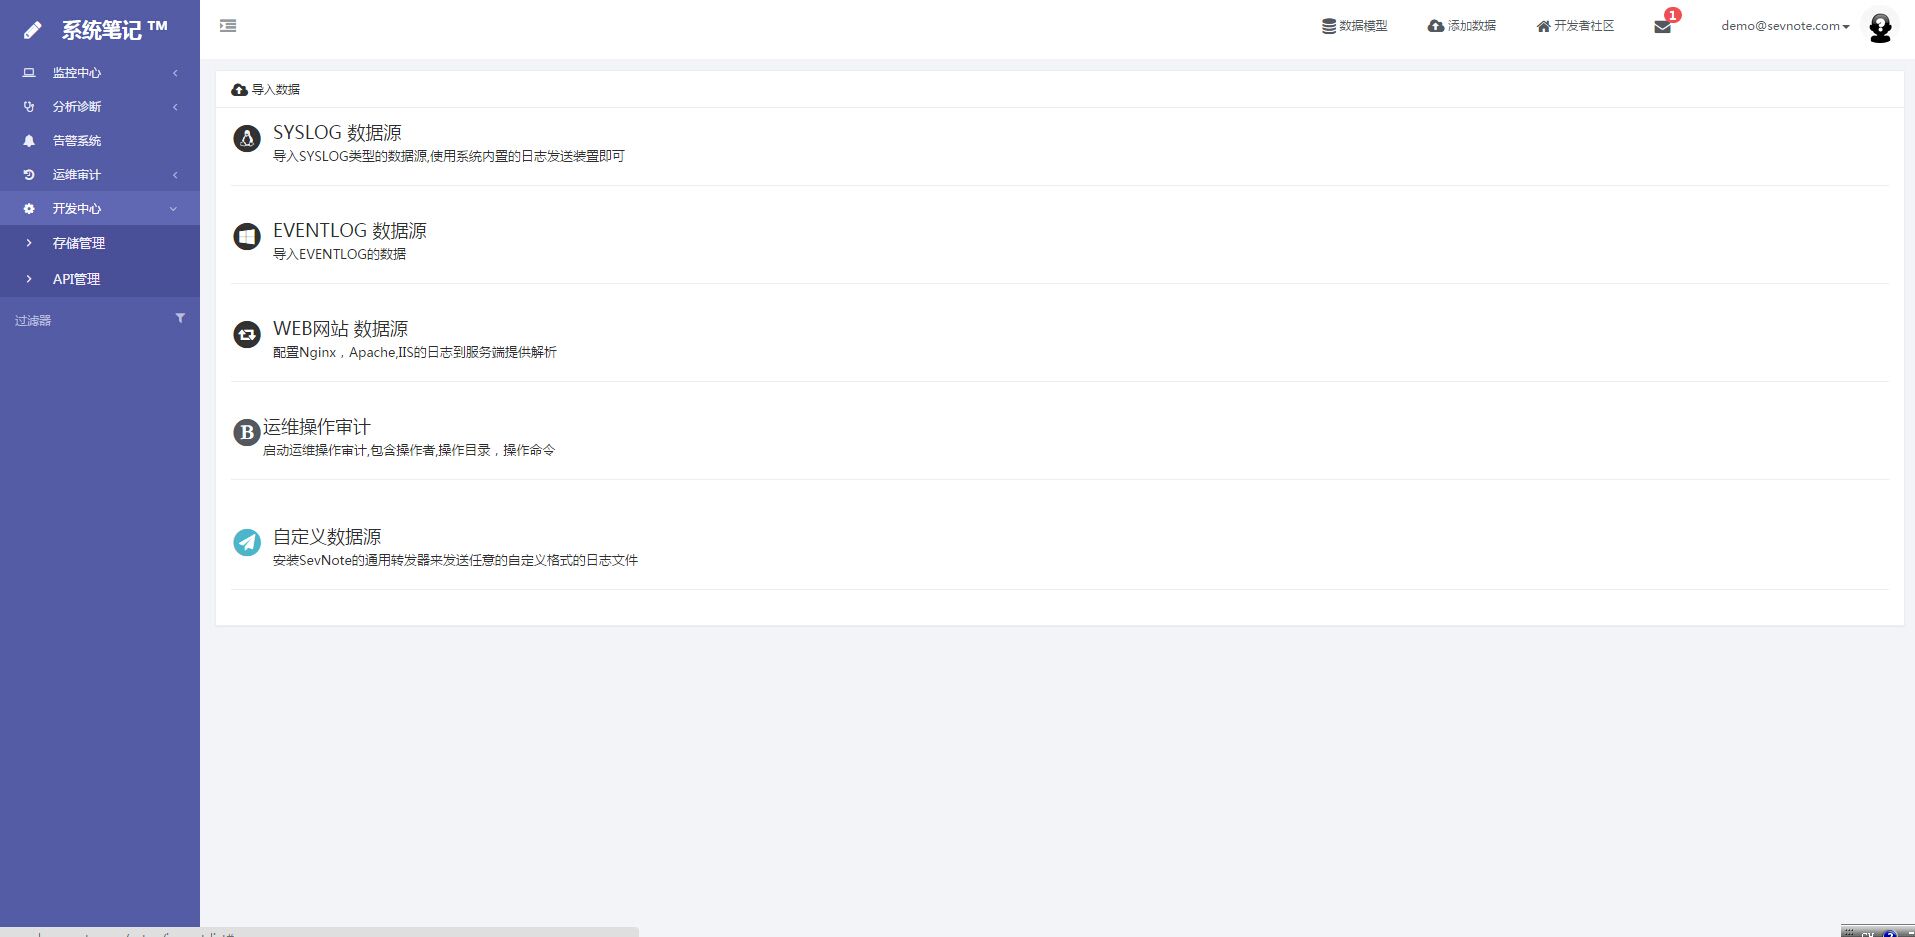 系统笔记 ™
数据模型
添加数据
开发者社区
1
demo@sevnote.com
监控中心
分析诊断
告警系统
运维审计
开发中心
存储管理
API管理
过滤器
导入数据
SYSLOG 数据源
导入SYSLOG类型的数据源,使用系统内置的日志发送装置即可
EVENTLOG 数据源
导入EVENTLOG的数据
WEB网站 数据源
配置Nginx，Apache,IIS的日志到服务端提供解析
B
运维操作审计
启动运维操作审计,包含操作者,操作目录，操作命令
自定义数据源
安装SevNote的通用转发器来发送任意的自定义格式的日志文件